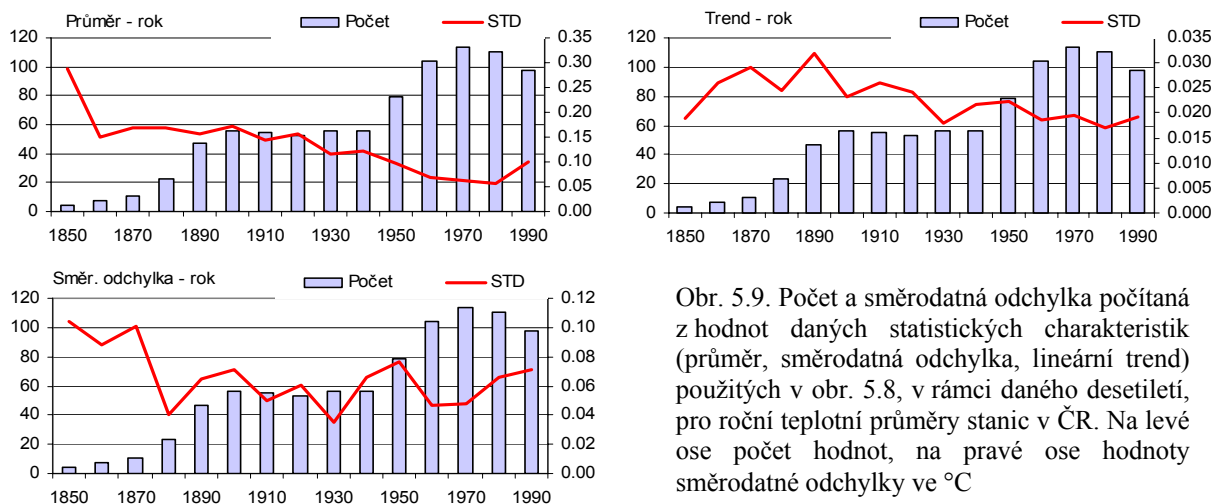 Průměr - rok Počet STD
120 0.35
100 0.30
80 0.25
60 0.20
40 0.15
20 0.10
0 0.05
0.00
1850 1870 1890 1910 1930 1950 1970 1990
Trend - rok Počet STD
120 0.035
100 0.030
80 0.025
60 0.020
40 0.015
20 0.010
0 0.005
0.000
1850 1870 1890 1910 1930 1950 1970 1990
Směr. odchylka - rok Počet STD
120 0.12
100 0.10
80 0.08
60 0.06
40 0.04
20 0.02
0 0.00
1850 1870 1890 1910 1930 1950 1970 1990
Obr. 5.9. Počet a směrodatná odchylka počítaná
z hodnot daných statistických charakteristik
(průměr, směrodatná odchylka, lineární trend)
použitých v obr. 5.8, v rámci daného desetiletí,
pro roční teplotní průměry stanic v ČR. Na levé
ose počet hodnot, na pravé ose hodnoty
směrodatné odchylky ve °C